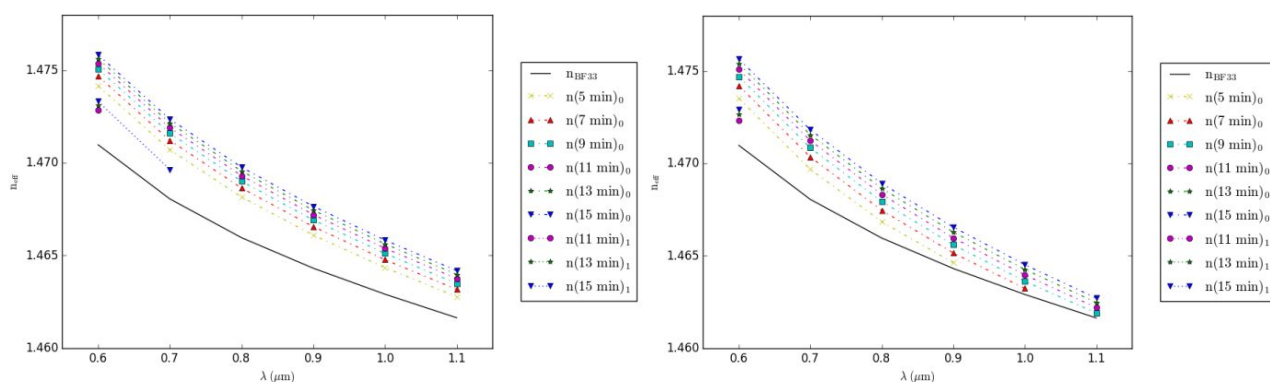 1.475
1.470
1.465
1.460
n_eff
0.6 0.7 0.8 0.9 1.0 1.1
λ (μm)
n_BF33
n(5 min)_0
n(7 min)_0
n(9 min)_0
n(11 min)_0
n(13 min)_0
n(15 min)_0
n(11 min)_1
n(13 min)_1
n(15 min)_1
1.475
1.470
1.465
1.460
n_eff
0.6 0.7 0.8 0.9 1.0 1.1
λ (μm)
n_BF33
n(5 min)_0
n(7 min)_0
n(9 min)_0
n(11 min)_0
n(13 min)_0
n(15 min)_0
n(11 min)_1
n(13 min)_1
n(15 min)_1